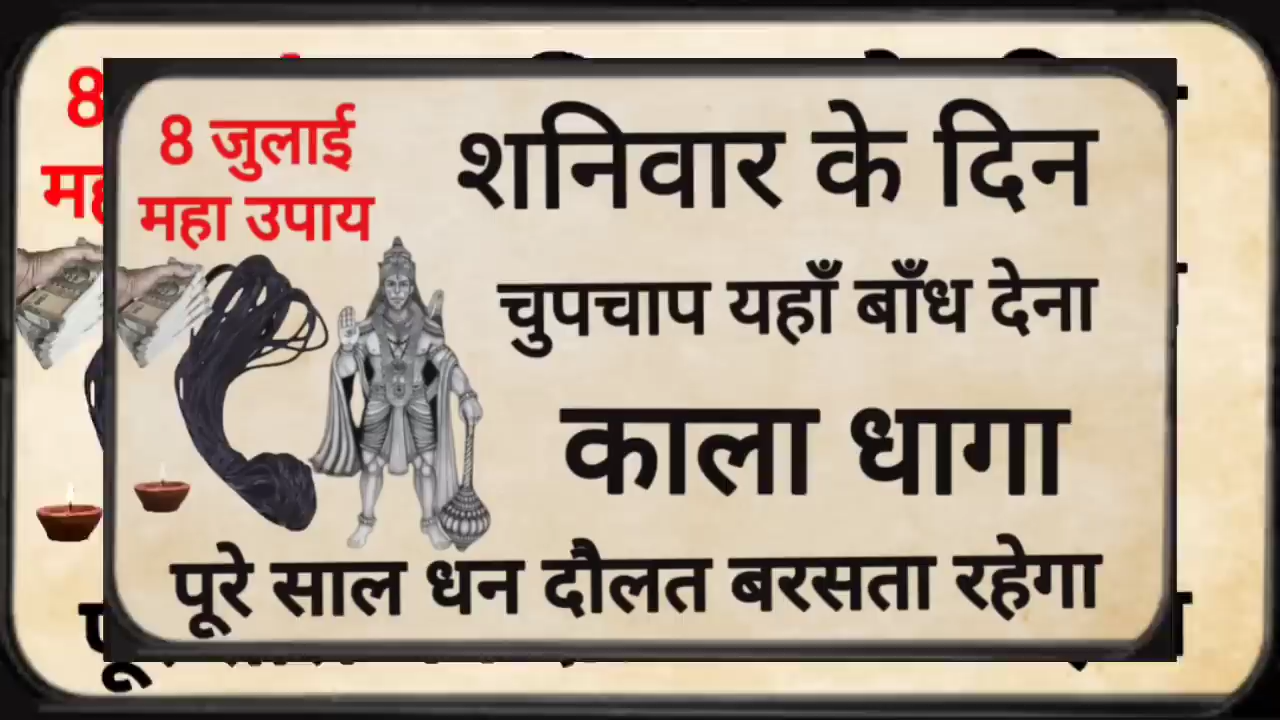 8 जुलाई
महा उपाय
शनिवार के दिन
चुपचाप यहाँ बाँध देना
काला धागा
पूरे साल धन दौलत बरसता रहेगा